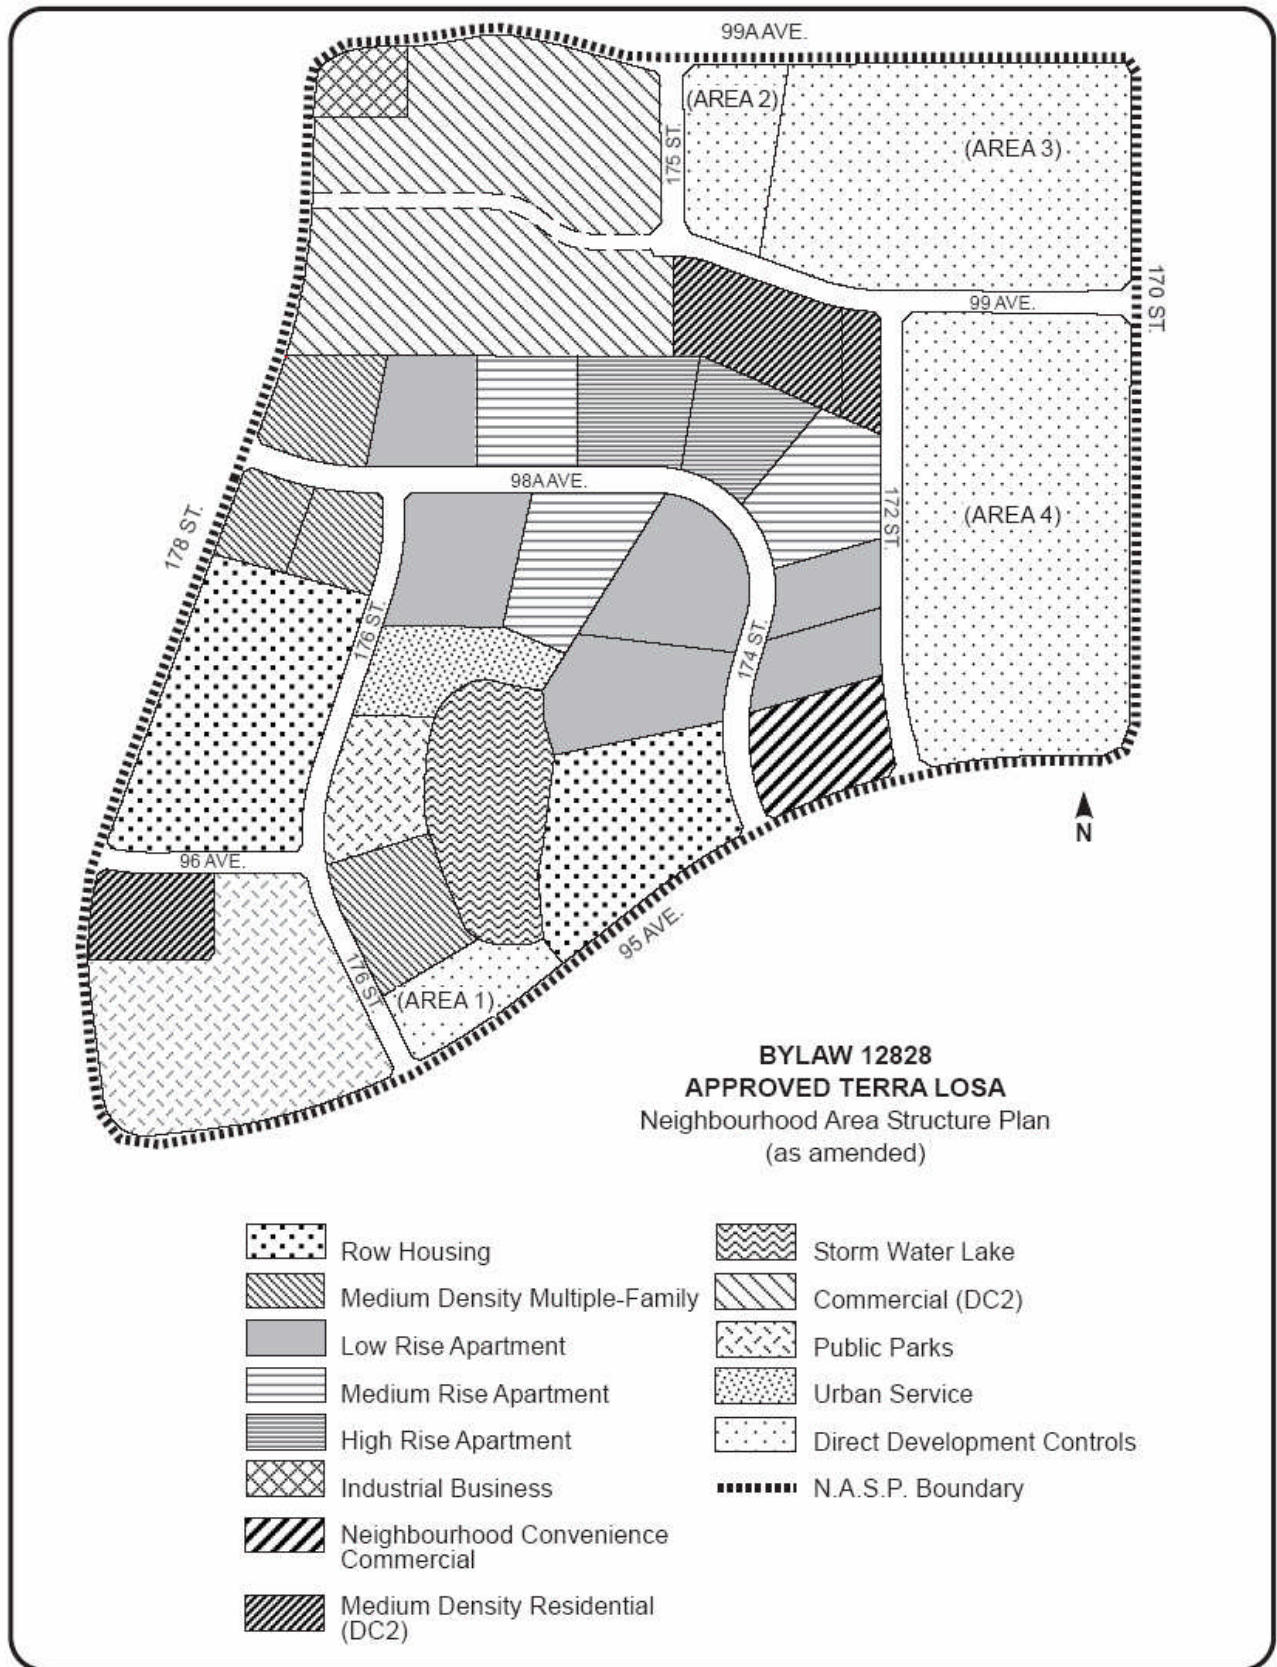 99A AVE.
(AREA 2)
(AREA 3)
175 ST.
170 ST.
99 AVE.
98A AVE.
178 ST.
172 ST.
(AREA 4)
176 ST.
174 ST.
N
96 AVE.
95 AVE.
176 ST.
(AREA 1)
BYLAW 12828
APPROVED TERRA LOSA
Neighbourhood Area Structure Plan
(as amended)
Row Housing
Medium Density Multiple-Family
Low Rise Apartment
Medium Rise Apartment
High Rise Apartment
Industrial Business
Neighbourhood Convenience
Commercial
Medium Density Residential
(DC2)
Storm Water Lake
Commercial (DC2)
Public Parks
Urban Service
Direct Development Controls
N.A.S.P. Boundary